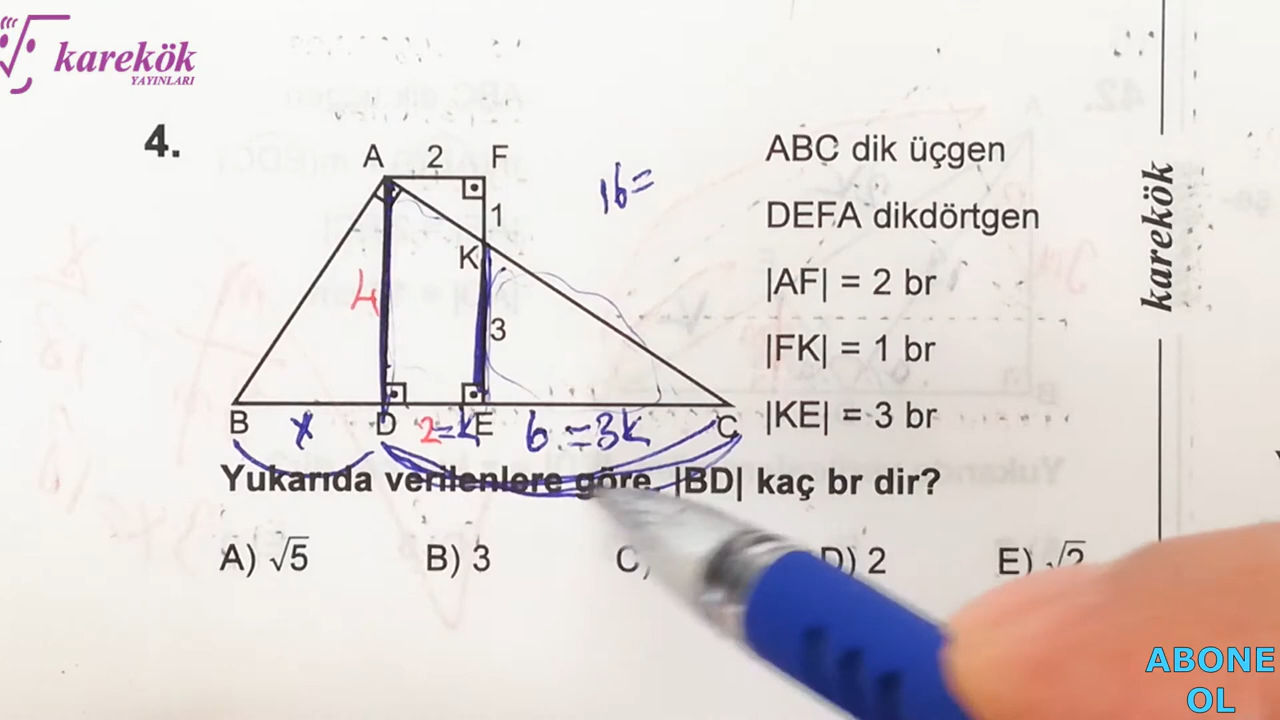 karekök
YAYINLARI
4.
A 2 F
16=
1
K
4
3
B x D 2=k E 6=3k C
ABC dik üçgen
DEFA dikdörtgen
|AF| = 2 br
|FK| = 1 br
|KE| = 3 br
Yukarıda verilenlere göre, |BD| kaç br dir?
A) √5 B) 3 C) D) 2 E) √2
karekök
karekök
ABONE
OL